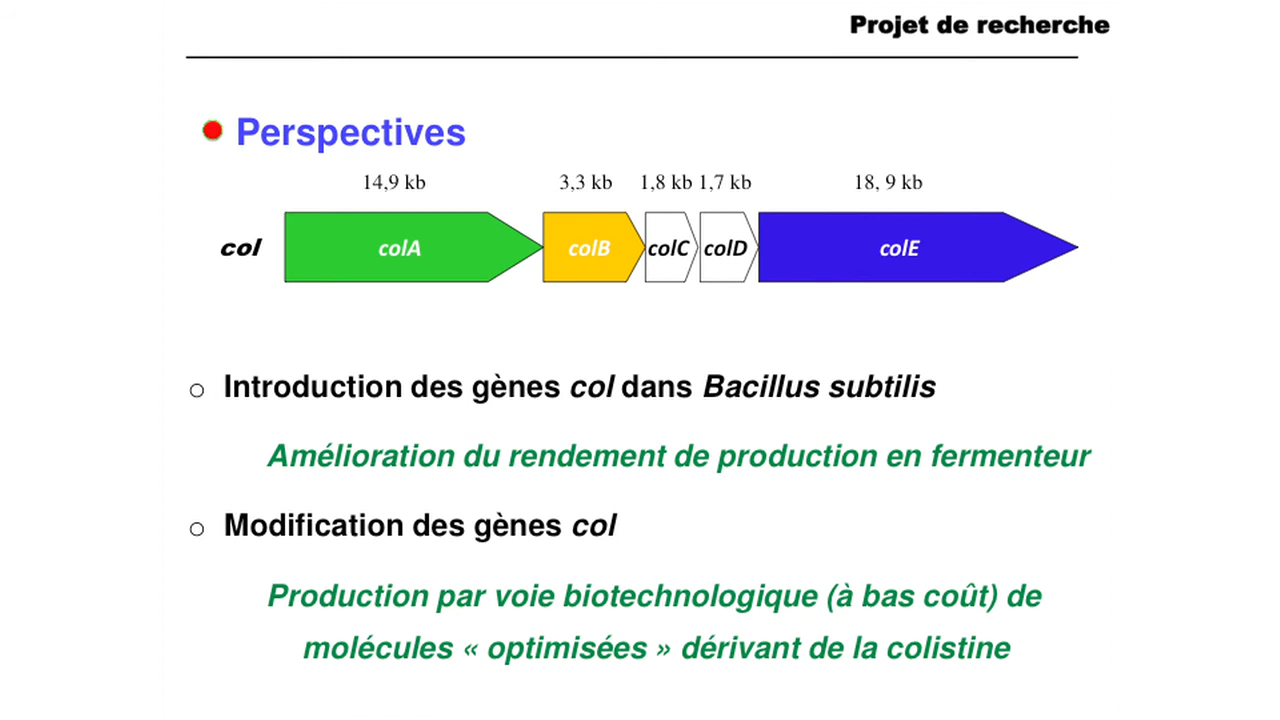 Projet de recherche
Perspectives
14,9 kb 3,3 kb 1,8 kb 1,7 kb 18, 9 kb
col colA colB colC colD colE
Introduction des gènes col dans Bacillus subtilis
Amélioration du rendement de production en fermenteur
Modification des gènes col
Production par voie biotechnologique (à bas coût) de
molécules « optimisées » dérivant de la colistine